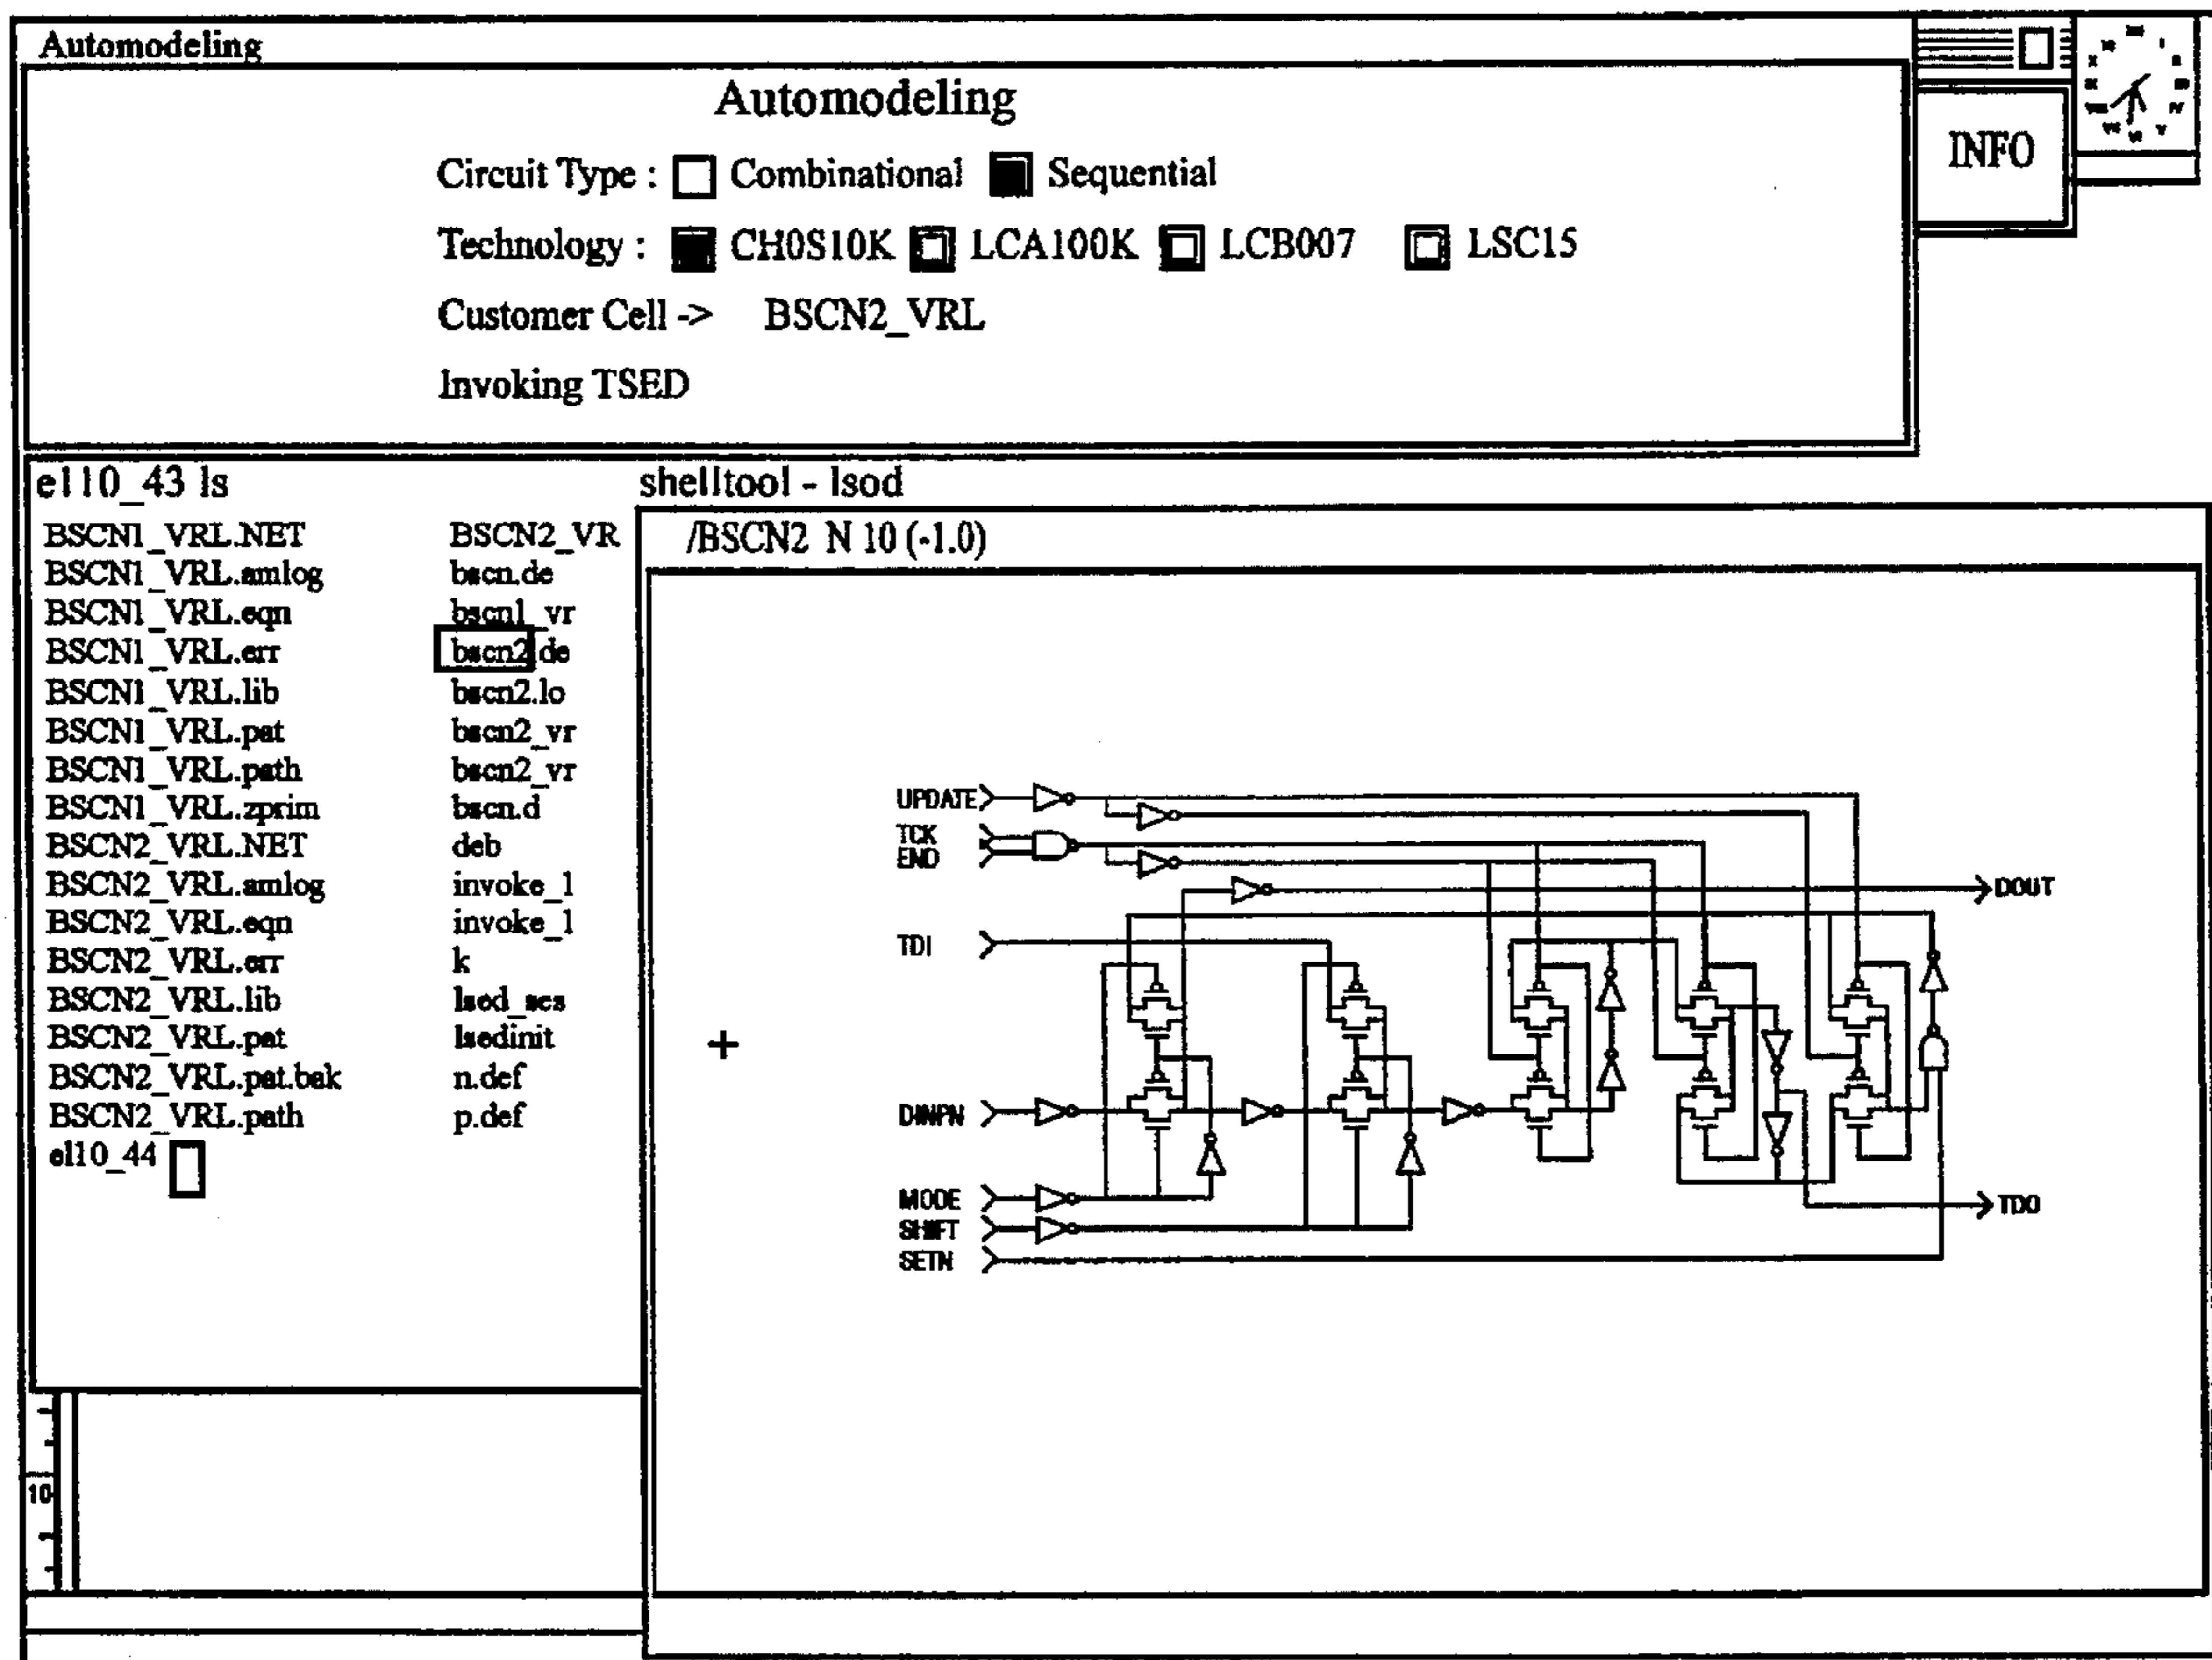 Automodeling
Automodeling
INFO
Circuit Type : Combinational Sequential
Technology : CH0S10K LCA100K LCB007 LSC15
Customer Cell -> BSCN2_VRL
Invoking TSED
el10_43 ls
shelltool - lsod
BSCN1_VRL.NET BSCN2_VR
BSCN1_VRL.amlog bscn.de
BSCN1_VRL.eqn bscn1_vr
BSCN1_VRL.err bscn2.de
BSCN1_VRL.lib bscn2.lo
BSCN1_VRL.pat bscn2_vr
BSCN1_VRL.path bscn2_vr
BSCN1_VRL.zprim bscn.d
BSCN2_VRL.NET deb
BSCN2_VRL.amlog invoke_l
BSCN2_VRL.eqn invoke_l
BSCN2_VRL.err k
BSCN2_VRL.lib lsed_scs
BSCN2_VRL.pat lsedinit
BSCN2_VRL.pat.bak n.def
BSCN2_VRL.path p.def
el10_44
/BSCN2 N 10 (-1.0)
UPDATE
TCK
END
DOUT
TDI
DINPN
MODE
SHIFT
SETN
TDO
10